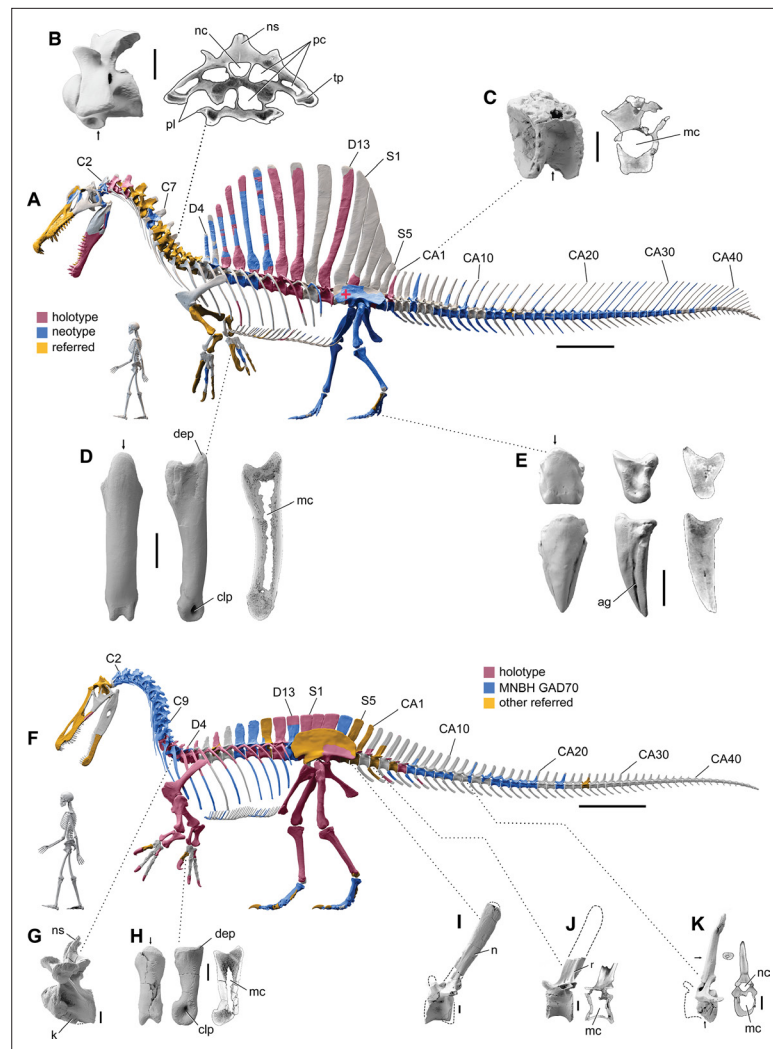 B
nc
ns
pc
tp
pl
C
mc
D13
S1
C2
C7
A
D4
S5
CA1
CA10
CA20
CA30
CA40
holotype
neotype
referred
dep
D
mc
clp
E
ag
holotype
MNBH GAD70
other referred
C2
D13
S1
S5
CA1
C9
F
D4
CA10
CA20
CA30
CA40
G
ns
k
H
dep
mc
clp
I
n
J
r
mc
K
nc
mc